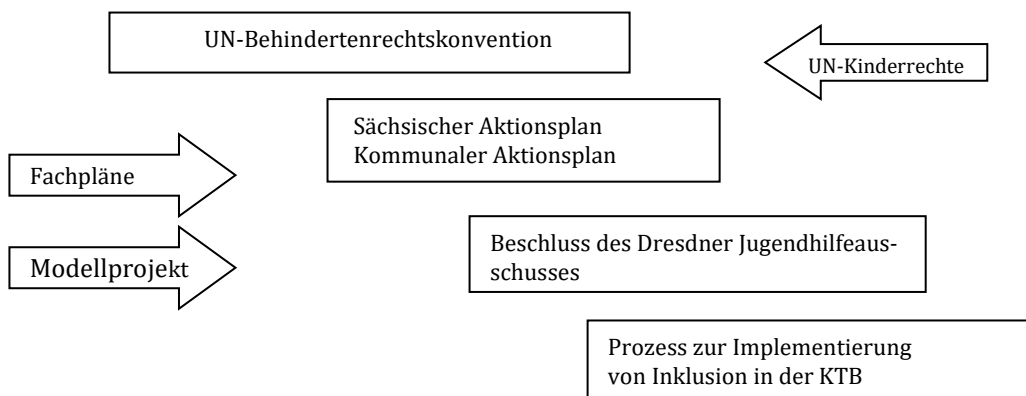 UN-Behindertenrechtskonvention
UN-Kinderrechte
Sächsischer Aktionsplan
Kommunaler Aktionsplan
Fachpläne
Beschluss des Dresdner Jugendhilfeaus-
schusses
Modellprojekt
Prozess zur Implementierung
von Inklusion in der KTB